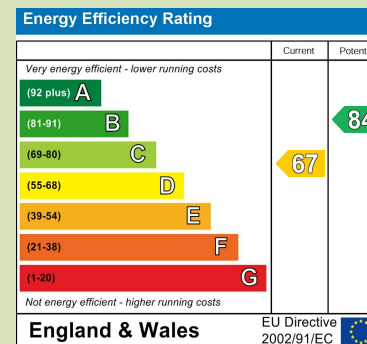 Energy Efficiency Rating
Current Potent
Very energy efficient - lower running costs
(92 plus) A
(81-91) B 84
(69-80) C
67
(55-68) D
(39-54) E
(21-38) F
(1-20) G
Not energy efficient - higher running costs
England & Wales
EU Directive
2002/91/EC